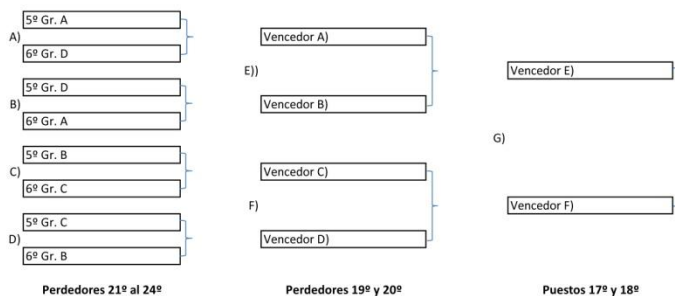 5º Gr. A
A)
6º Gr. D
5º Gr. D
B)
6º Gr. A
5º Gr. B
C)
6º Gr. C
5º Gr. C
D)
6º Gr. B
Perdedores 21º al 24º
Vencedor A)
E))
Vencedor B)
Vencedor C)
F)
Vencedor D)
Perdedores 19º y 20º
Vencedor E)
G)
Vencedor F)
Puestos 17º y 18º